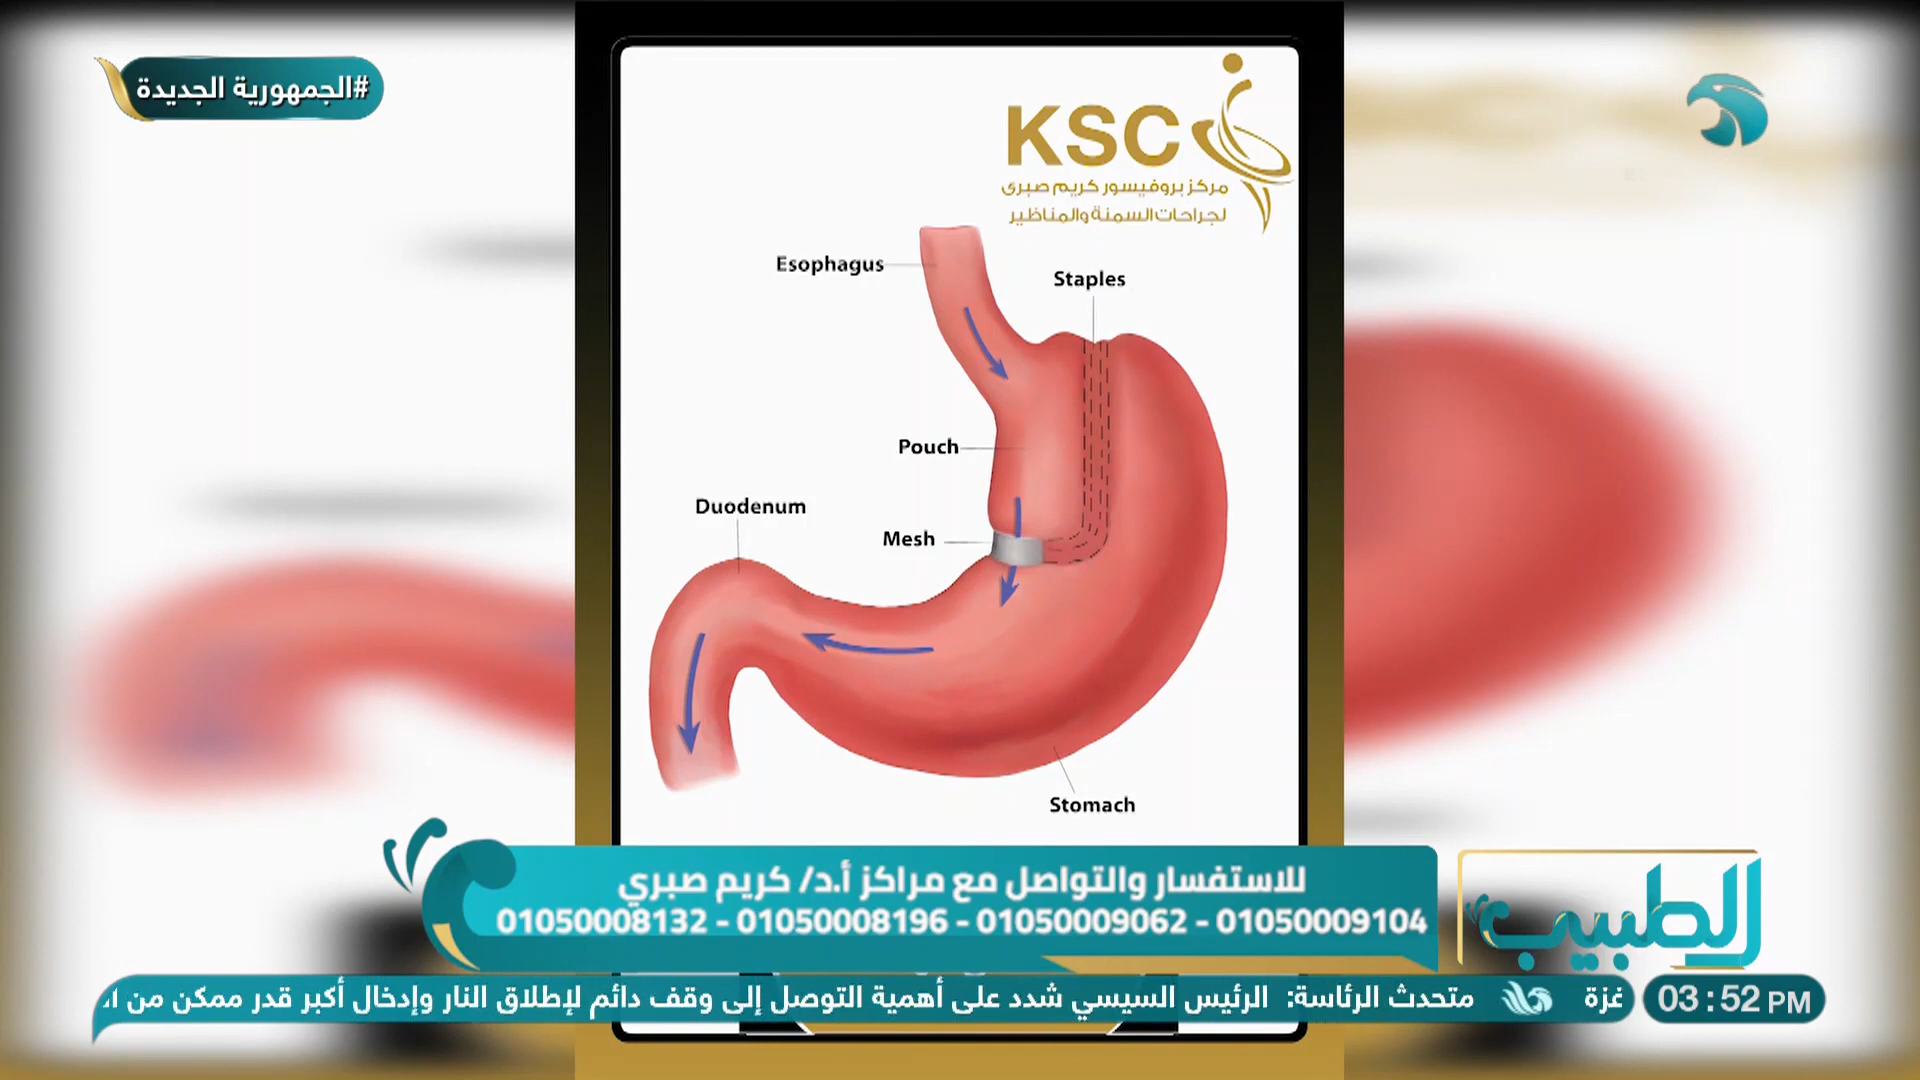 #الجمهورية الجديدة
KSC
مركز بروفيسور كريم صبرى
لجراحات السمنة والمناظير
Esophagus
Staples
Pouch
Duodenum
Mesh
Stomach
للاستفسار والتواصل مع مراكز أ.د/ كريم صبري
01050008132 - 01050008196 - 01050009062 - 01050009104
الطبيب
03:52 PM
غزة
متحدث الرئاسة: الرئيس السيسي شدد على أهمية التوصل إلى وقف دائم لإطلاق النار وإدخال أكبر قدر ممكن من